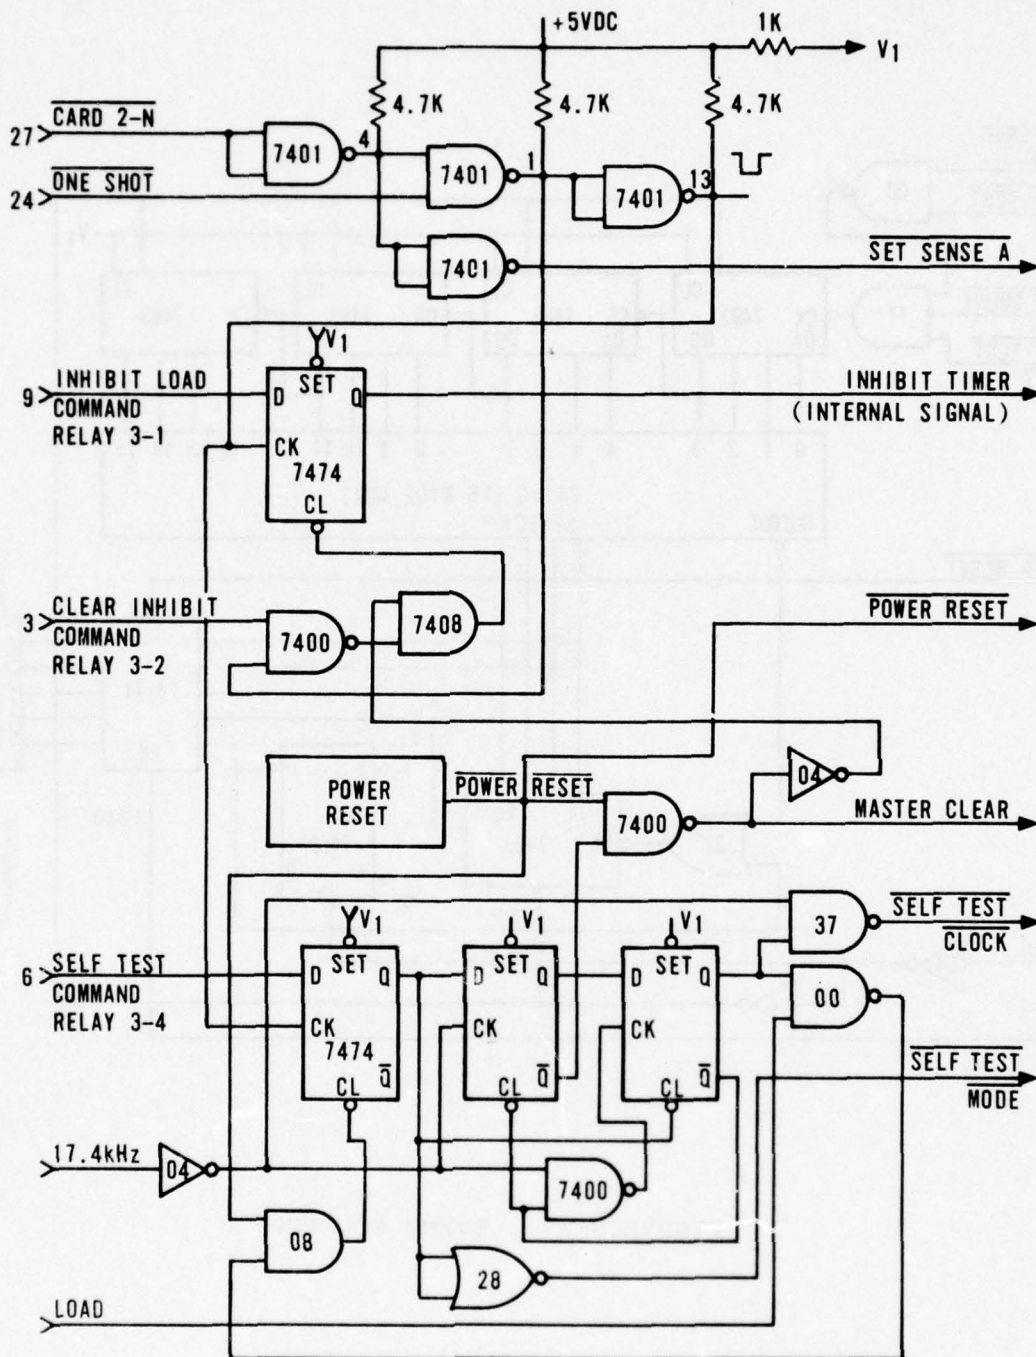 +5VDC
1K
V1
4.7K
4.7K
4.7K
CARD 2-N
27
7401
4
ONE SHOT
24
7401
1
7401
13
7401
SET SENSE A
V1
INHIBIT LOAD
9
COMMAND
RELAY 3-1
D SET Q
CK
7474
CL
INHIBIT TIMER
(INTERNAL SIGNAL)
CLEAR INHIBIT
3
COMMAND
RELAY 3-2
7400
7408
POWER RESET
POWER
RESET
POWER RESET
7400
04
MASTER CLEAR
V1
V1
V1
SELF TEST
6
COMMAND
RELAY 3-4
D SET Q
CK
7474
Q
CL
D SET Q
CK
Q
CL
D SET Q
CK
Q
CL
37
SELF TEST
CLOCK
00
SELF TEST
MODE
17.4kHz
04
7400
08
28
LOAD